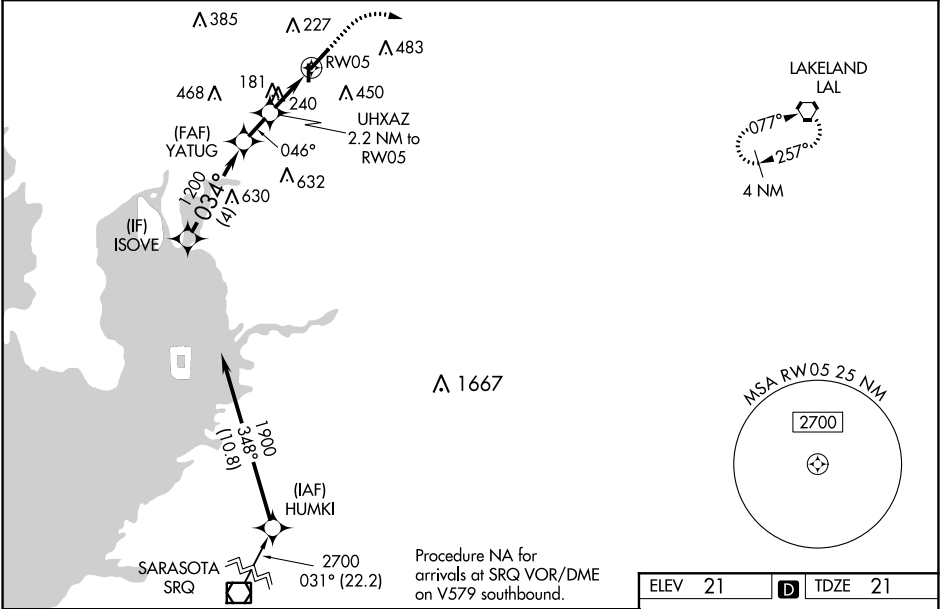 385
227
483
RW05
LAKELAND
LAL
468
181
240
450
UHXAZ
2.2 NM to
RW05
077°
257°
4 NM
(FAF)
YATUG
046°
632
630
1200
034°
(4)
(IF)
ISOVE
1667
MSA RW05 25 NM
2700
1900
348°
(10.8)
(IAF)
HUMKI
SARASOTA
SRQ
2700
031° (22.2)
Procedure NA for
arrivals at SRQ VOR/DME
on V579 southbound.
ELEV 21 D TDZE 21